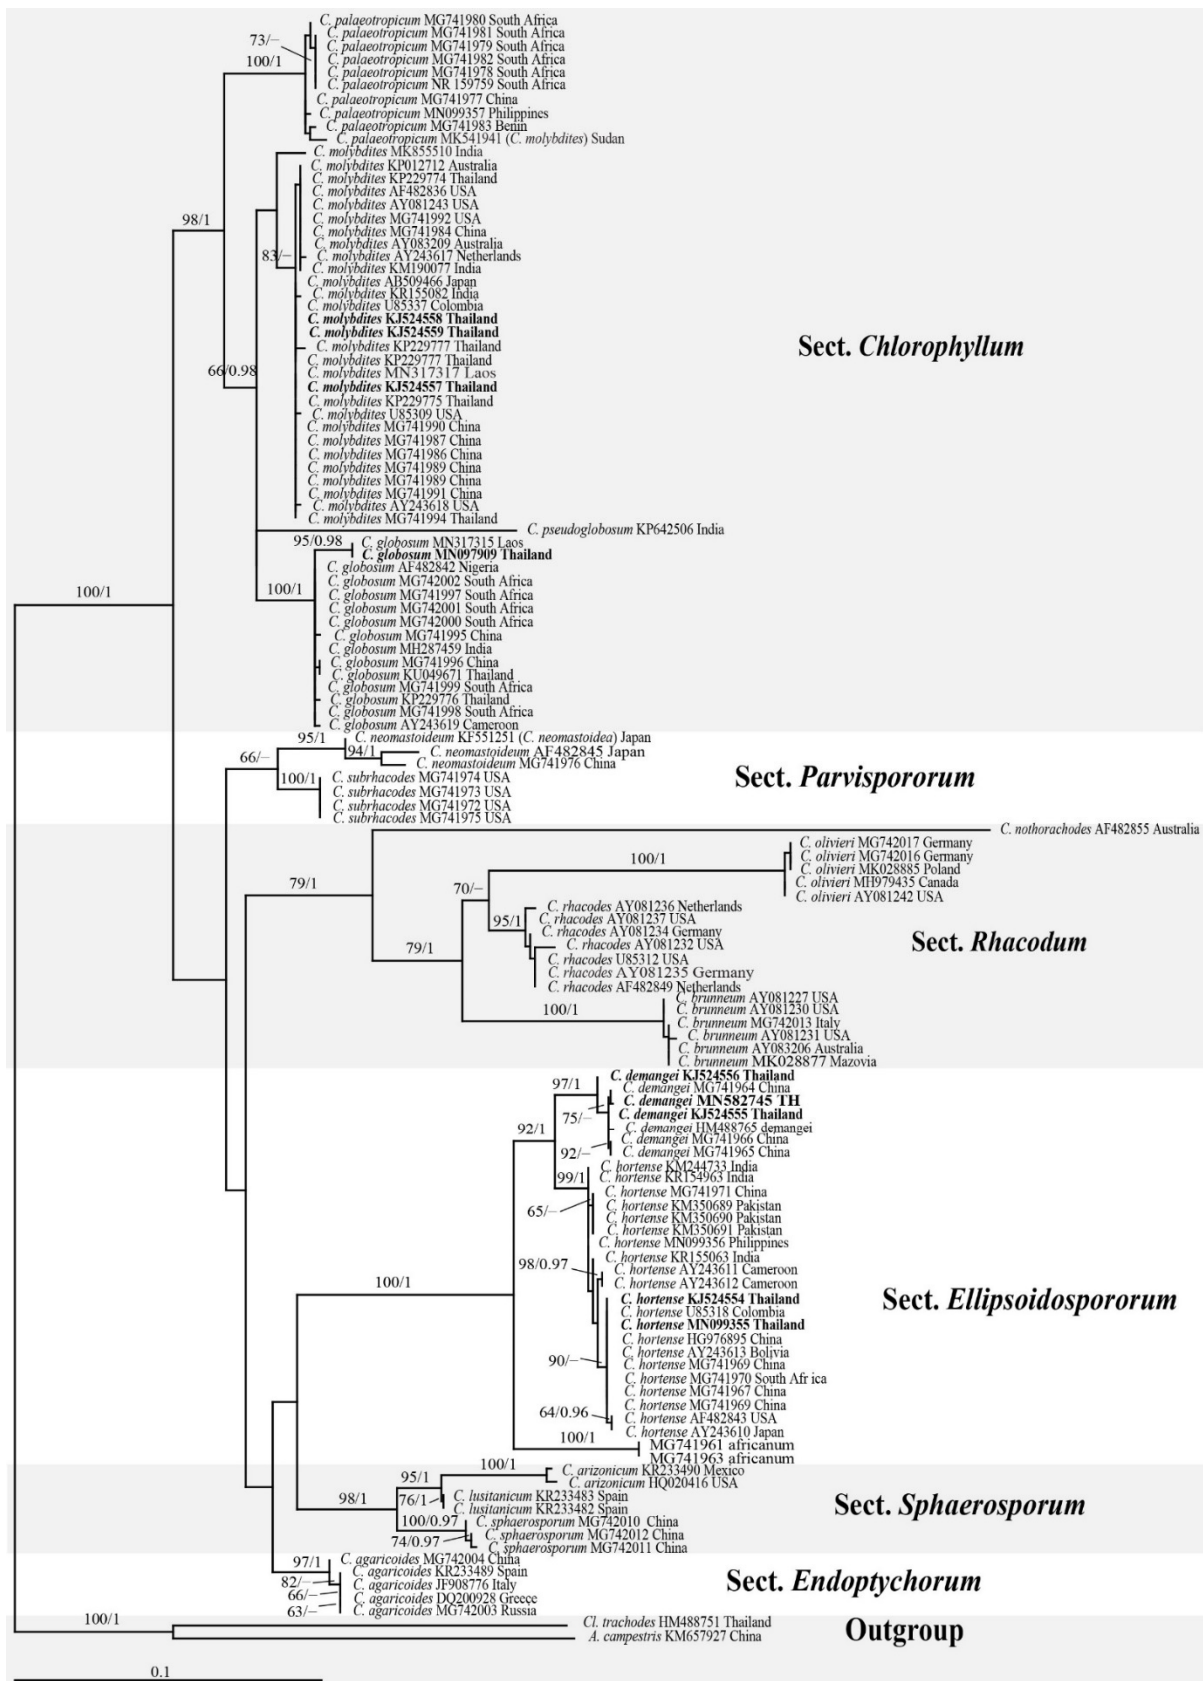 C. palaeotropicum MG741980 South Africa
C. palaeotropicum MG741981 South Africa
73/–
C. palaeotropicum MG741979 South Africa
C. palaeotropicum MG741982 South Africa
100/1
C. palaeotropicum MG741978 South Africa
C. palaeotropicum NR 159759 South Africa
C. palaeotropicum MG741977 China
C. palaeotropicum MN099357 Philippines
C. palaeotropicum MG741983 Benin
C. palaeotropicum MK541941 (C. molybdites) Sudan
C. molybdites MK855510 India
C. molybdites KP012712 Australia
C. molybdites KP229774 Thailand
C. molybdites AF482836 USA
C. molybdites AY081243 USA
98/1
C. molybdites MG741992 USA
C. molybdites MG741984 China
C. molybdites AY083209 Australia
83/–
C. molybdites AY243617 Netherlands
C. molybdites KM190077 India
C. molybdites AB509466 Japan
C. molybdites KR155082 India
C. molybdites U85337 Colombia
C. molybdites KJ524558 Thailand
C. molybdites KJ524559 Thailand
C. molybdites KP229777 Thailand
Sect. Chlorophyllum
C. molybdites KP229777 Thailand
66/0.98
C. molybdites MN317317 Laos
C. molybdites KJ524557 Thailand
C. molybdites KP229775 Thailand
C. molybdites U85309 USA
C. molybdites MG741990 China
C. molybdites MG741987 China
C. molybdites MG741986 China
C. molybdites MG741989 China
C. molybdites MG741989 China
C. molybdites MG741991 China
C. molybdites AY243618 USA
C. molybdites MG741994 Thailand
C. pseudoglobosum KP642506 India
95/0.98
C. globosum MN317315 Laos
C. globosum MN097909 Thailand
C. globosum AF482842 Nigeria
C. globosum MG742002 South Africa
100/1
100/1
C. globosum MG741997 South Africa
C. globosum MG742001 South Africa
C. globosum MG742000 South Africa
C. globosum MG741995 China
C. globosum MH287459 India
C. globosum MG741996 China
C. globosum KU049671 Thailand
C. globosum MG741999 South Africa
C. globosum KP229776 Thailand
C. globosum MG741998 South Africa
C. globosum AY243619 Cameroon
95/1
C. neomastoideum KF551251 (C. neomastoidea) Japan
94/1
C. neomastoideum AF482845 Japan
66/–
C. neomastoideum MG741976 China
100/1
C. subrhacodes MG741974 USA
Sect. Parvispororum
C. subrhacodes MG741973 USA
C. subrhacodes MG741972 USA
C. subrhacodes MG741975 USA
C. nothorachodes AF482855 Australia
C. olivieri MG742017 Germany
C. olivieri MG742016 Germany
100/1
C. olivieri MK028885 Poland
C. olivieri MH979435 Canada
79/1
70/–
C. olivieri AY081242 USA
C. rhacodes AY081236 Netherlands
95/1
C. rhacodes AY081237 USA
C. rhacodes AY081234 Germany
79/1
C. rhacodes AY081232 USA
Sect. Rhacodum
C. rhacodes U85312 USA
C. rhacodes AY081235 Germany
C. rhacodes AF482849 Netherlands
100/1
C. brunneum AY081227 USA
C. brunneum AY081230 USA
C. brunneum MG742013 Italy
C. brunneum AY081231 USA
C. brunneum AY083206 Australia
C. brunneum MK028877 Mazovia
C. demangei KJ524556 Thailand
97/1
C. demangei MG741964 China
C. demangei MN582745 TH
75/–
C. demangei KJ524555 Thailand
92/1
C. demangei HM488765 demangei
C. demangei MG741966 China
92/–
C. demangei MG741965 China
C. hortense KM244733 India
99/1
C. hortense KR154963 India
C. hortense MG741971 China
65/–
C. hortense KM350689 Pakistan
C. hortense KM350690 Pakistan
C. hortense KM350691 Pakistan
C. hortense MN099356 Philippines
C. hortense KR155063 India
98/0.97
C. hortense AY243611 Cameroon
100/1
C. hortense AY243612 Cameroon
C. hortense KJ524554 Thailand
Sect. Ellipsoidospororum
C. hortense U85318 Colombia
C. hortense MN099355 Thailand
C. hortense HG976895 China
C. hortense AY243613 Bolivia
90/–
C. hortense MG741969 China
C. hortense MG741970 South Africa
C. hortense MG741967 China
C. hortense MG741969 China
64/0.96
C. hortense AF482843 USA
C. hortense AY243610 Japan
100/1
MG741961 africanum
MG741963 africanum
100/1
C. arizonicum KR233490 Mexico
95/1
C. arizonicum HQ020416 USA
98/1
76/1
C. lusitanicum KR233483 Spain
C. lusitanicum KR233482 Spain
Sect. Sphaerosporum
100/0.97
C. sphaerosporum MG742010 China
C. sphaerosporum MG742012 China
74/0.97
C. sphaerosporum MG742011 China
97/1
C. agaricoides MG742004 China
C. agaricoides KR233489 Spain
82/–
C. agaricoides JF908776 Italy
Sect. Endoptychorum
66/–
C. agaricoides DQ200928 Greece
63/–
C. agaricoides MG742003 Russia
100/1
Cl. trachodes HM488751 Thailand
Outgroup
A. campestris KM657927 China
0.1